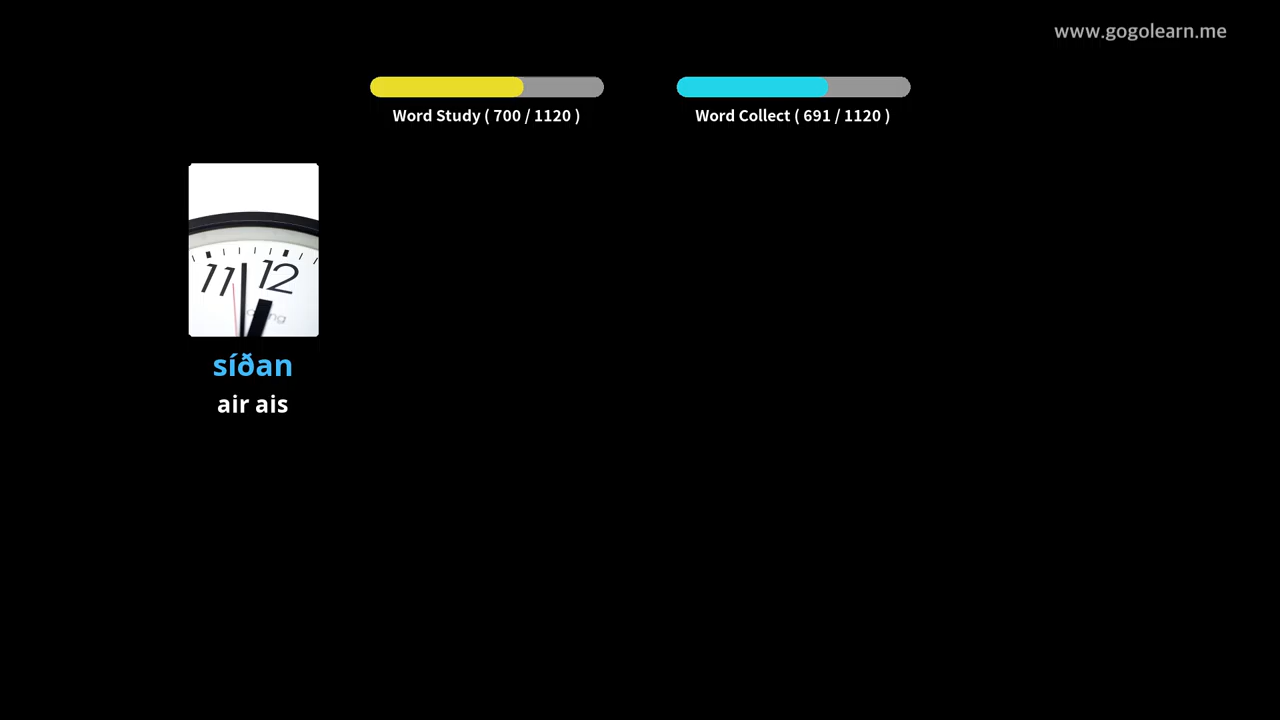 www.gogolearn.me
Word Study ( 700 / 1120 )
Word Collect ( 691 / 1120 )
11 12
síðan
air ais